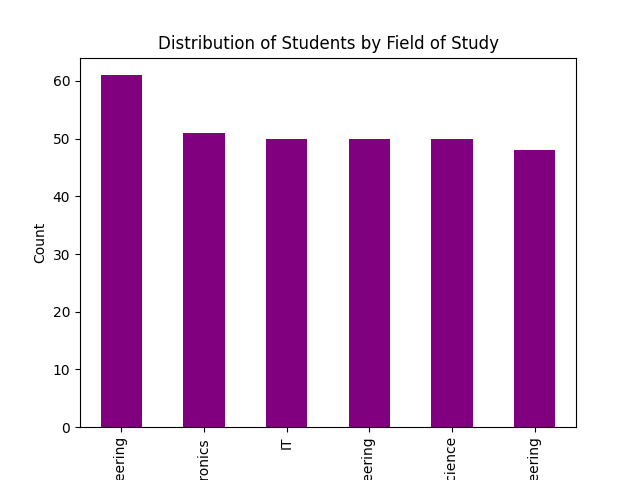 Distribution of Students by Field of Study
Count
60
50
40
30
20
10
0
eering
ronics
IT
eering
cience
eering